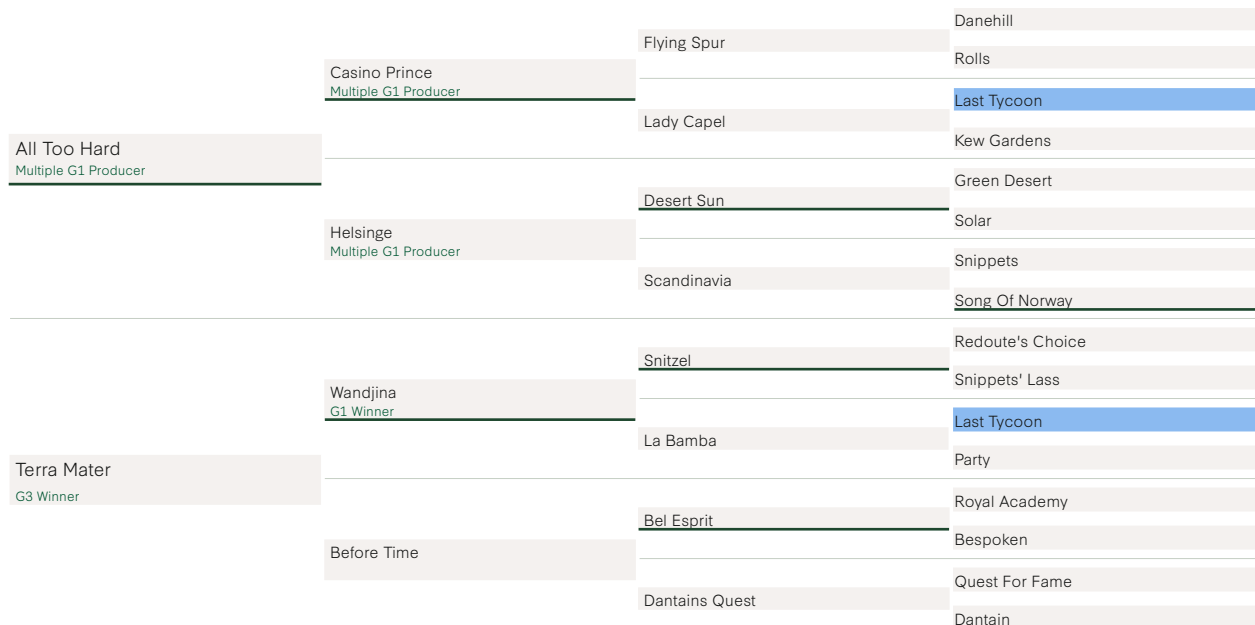 All Too Hard
Multiple G1 Producer
Terra Mater
G3 Winner
Casino Prince
Multiple G1 Producer
Helsinge
Multiple G1 Producer
Wandjina
G1 Winner
Before Time
Flying Spur
Lady Capel
Desert Sun
Scandinavia
Snitzel
La Bamba
Bel Esprit
Dantains Quest
Danehill
Rolls
Last Tycoon
Kew Gardens
Green Desert
Solar
Snippets
Song Of Norway
Redoute's Choice
Snippets' Lass
Last Tycoon
Party
Royal Academy
Bespoken
Quest For Fame
Dantain